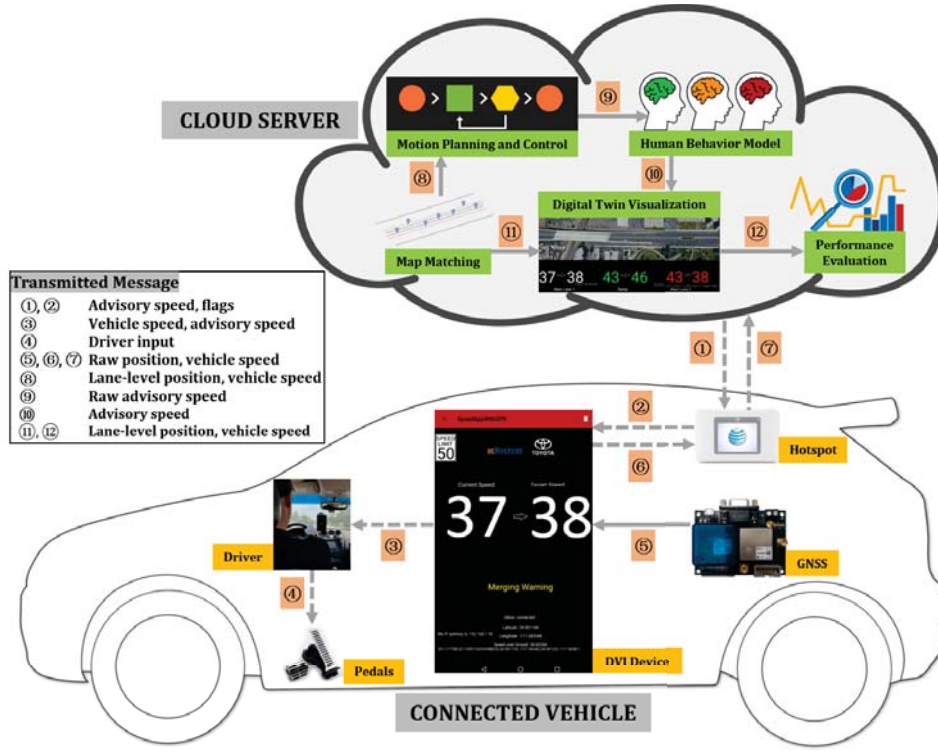 CLOUD SERVER
⑨
Motion Planning and Control
Human Behavior Model
⑧
⑩
Digital Twin Visualization
⑪
⑫
37 38 43 46 43 38
Map Matching
Performance
Evaluation
Transmitted Message
①, ② Advisory speed, flags
③ Vehicle speed, advisory speed
④ Driver input
⑤, ⑥, ⑦ Raw position, vehicle speed
⑧ Lane-level position, vehicle speed
⑨ Raw advisory speed
⑩ Advisory speed
⑪, ⑫ Lane-level position, vehicle speed
① ⑦
②
SPEED
LIMIT
50
TOYOTA
⑥
AT&T
Hotspot
Current Speed
37 ⇨ 38
Driver
③
⑤
GNSS
④
Merging Warning
Pedals
DVI Device
CONNECTED VEHICLE